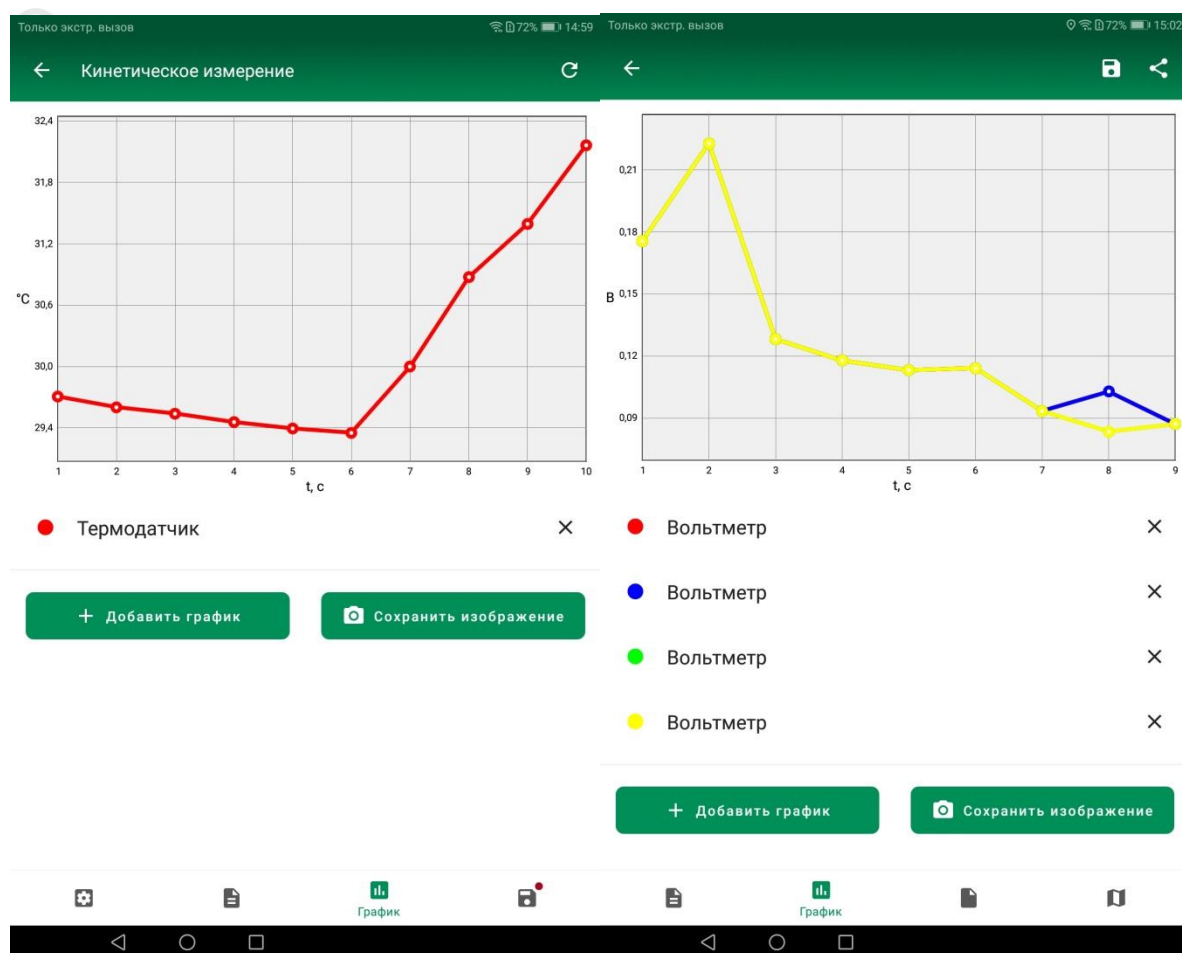 Только экстр. вызов
72%
14:59
Кинетическое измерение
32,4
31,8
31,2
°C
30,6
30,0
29,4
1 2 3 4 5 6 7 8 9 10
t, c
Термодатчик
Добавить график
Сохранить изображение
График
Только экстр. вызов
72%
15:02
0,21
0,18
В
0,15
0,12
0,09
1 2 3 4 5 6 7 8 9
t, c
Вольтметр
Вольтметр
Вольтметр
Вольтметр
Добавить график
Сохранить изображение
График